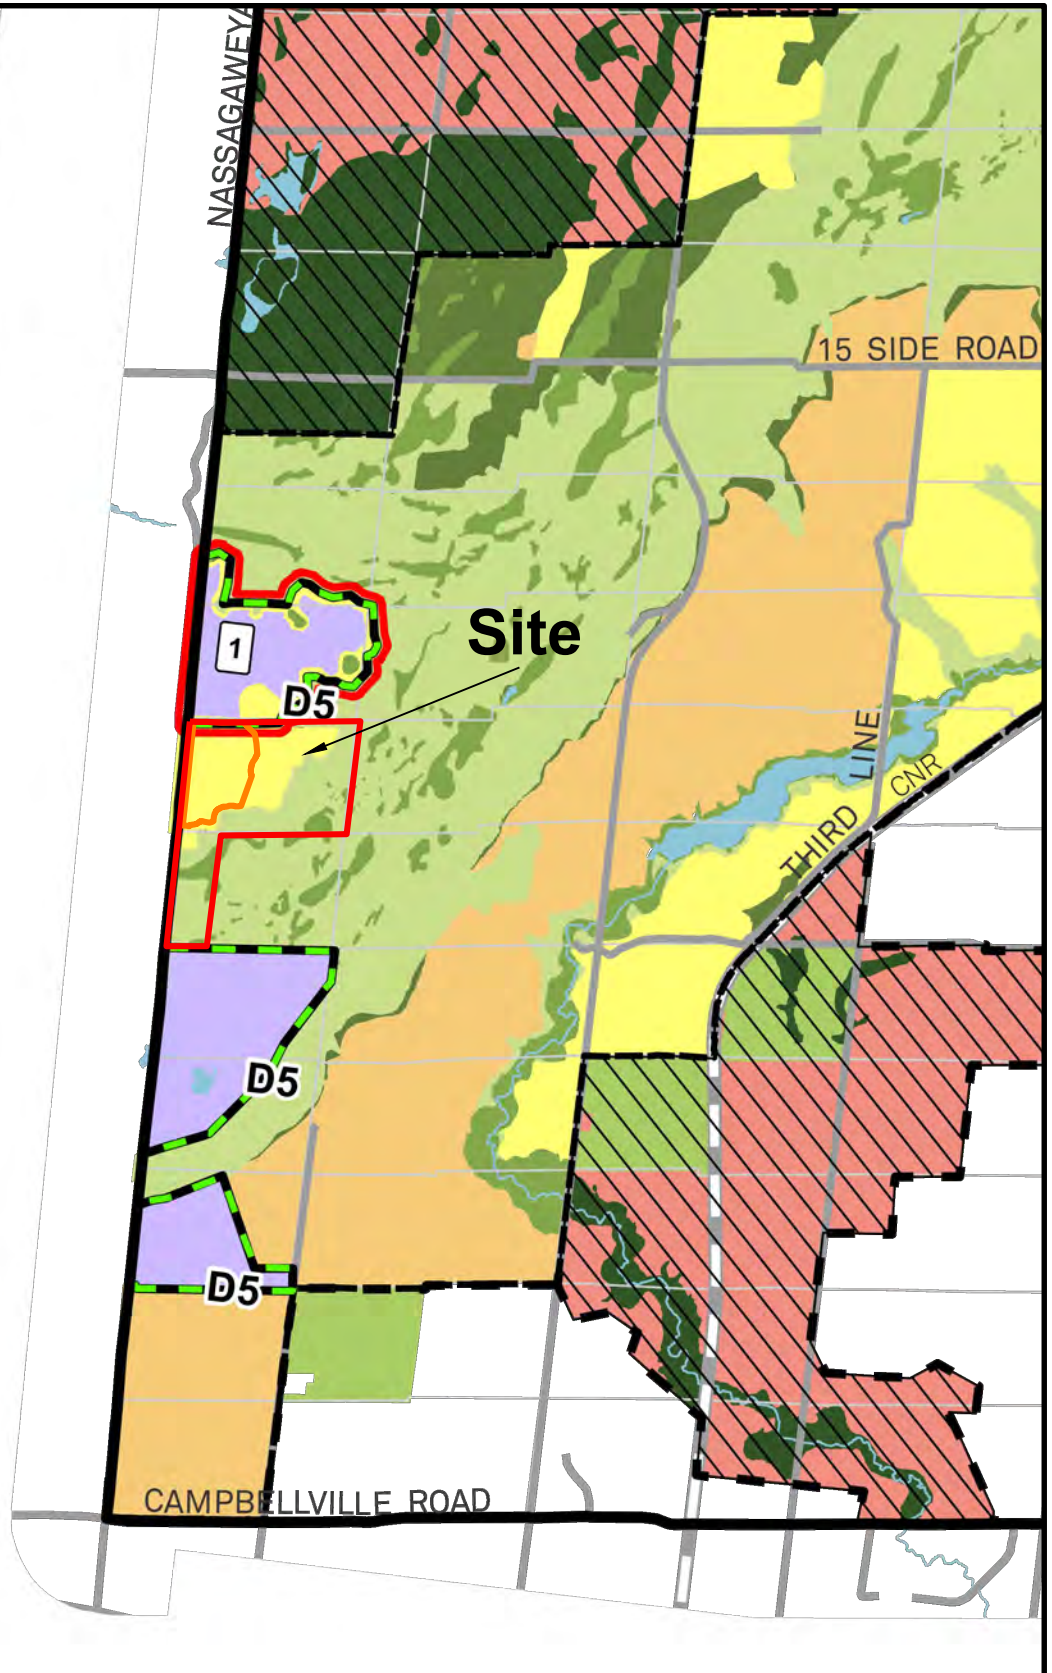 NASSAGAWEYA
15 SIDE ROAD
Site
1
D5
LINE
CNR
THIRD
D5
D5
CAMPBELLVILLE ROAD